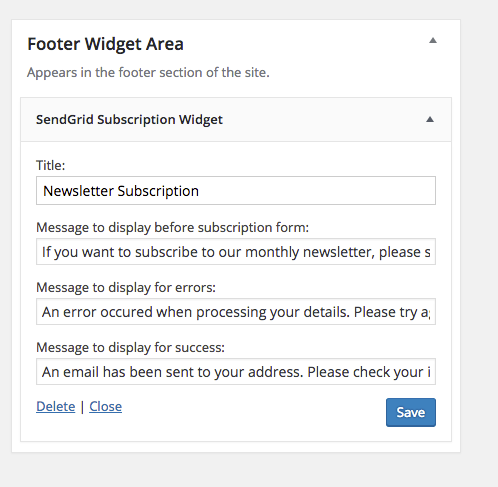 Footer Widget Area
Appears in the footer section of the site.
SendGrid Subscription Widget
Title:
Newsletter Subscription
Message to display before subscription form:
If you want to subscribe to our monthly newsletter, please s
Message to display for errors:
An error occured when processing your details. Please try
Message to display for success:
An email has been sent to your address. Please check your i
Delete | Close
Save